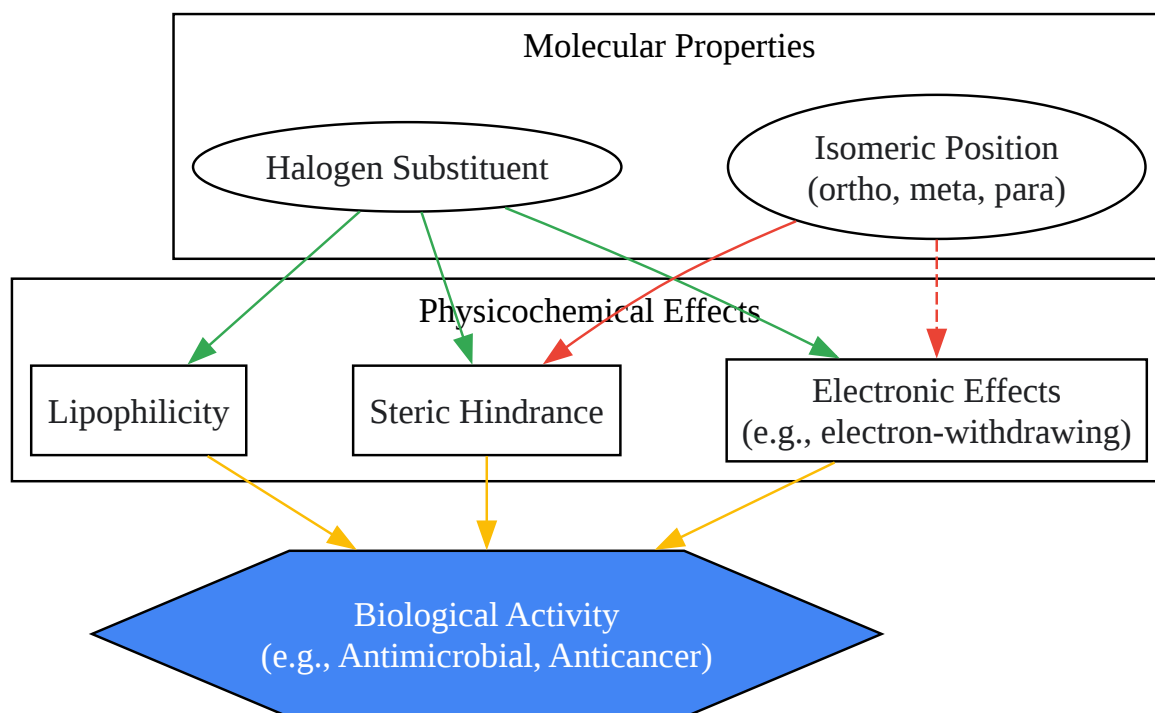 Molecular Properties
Halogen Substituent
Isomeric Position
(ortho, meta, para)
Physicochemical Effects
Lipophilicity
Steric Hindrance
Electronic Effects
(e.g., electron-withdrawing)
Biological Activity
(e.g., Antimicrobial, Anticancer)